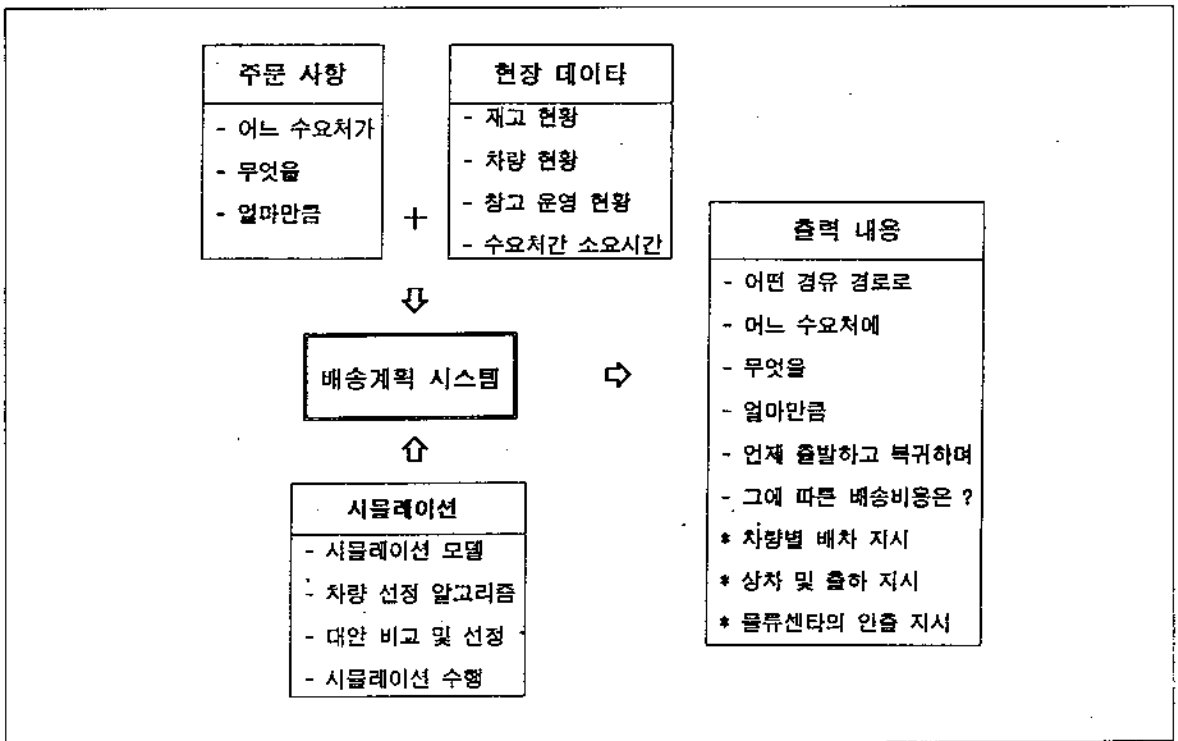 주문 사항
- 어느 수요처가
- 무엇을
- 얼마만큼
+
현장 데이타
- 재고 현황
- 차량 현황
- 창고 운영 현황
- 수요처간 소요시간
배송계획 시스템
시뮬레이션
- 시뮬레이션 모델
- 차량 선정 알고리즘
- 대안 비교 및 선정
- 시뮬레이션 수행
출력 내용
- 어떤 경유 경로로
- 어느 수요처에
- 무엇을
- 얼마만큼
- 언제 출발하고 복귀하며
- 그에 따른 배송비용은 ?
* 차량별 배차 지시
* 상차 및 출하 지시
* 물류센타의 인출 지시